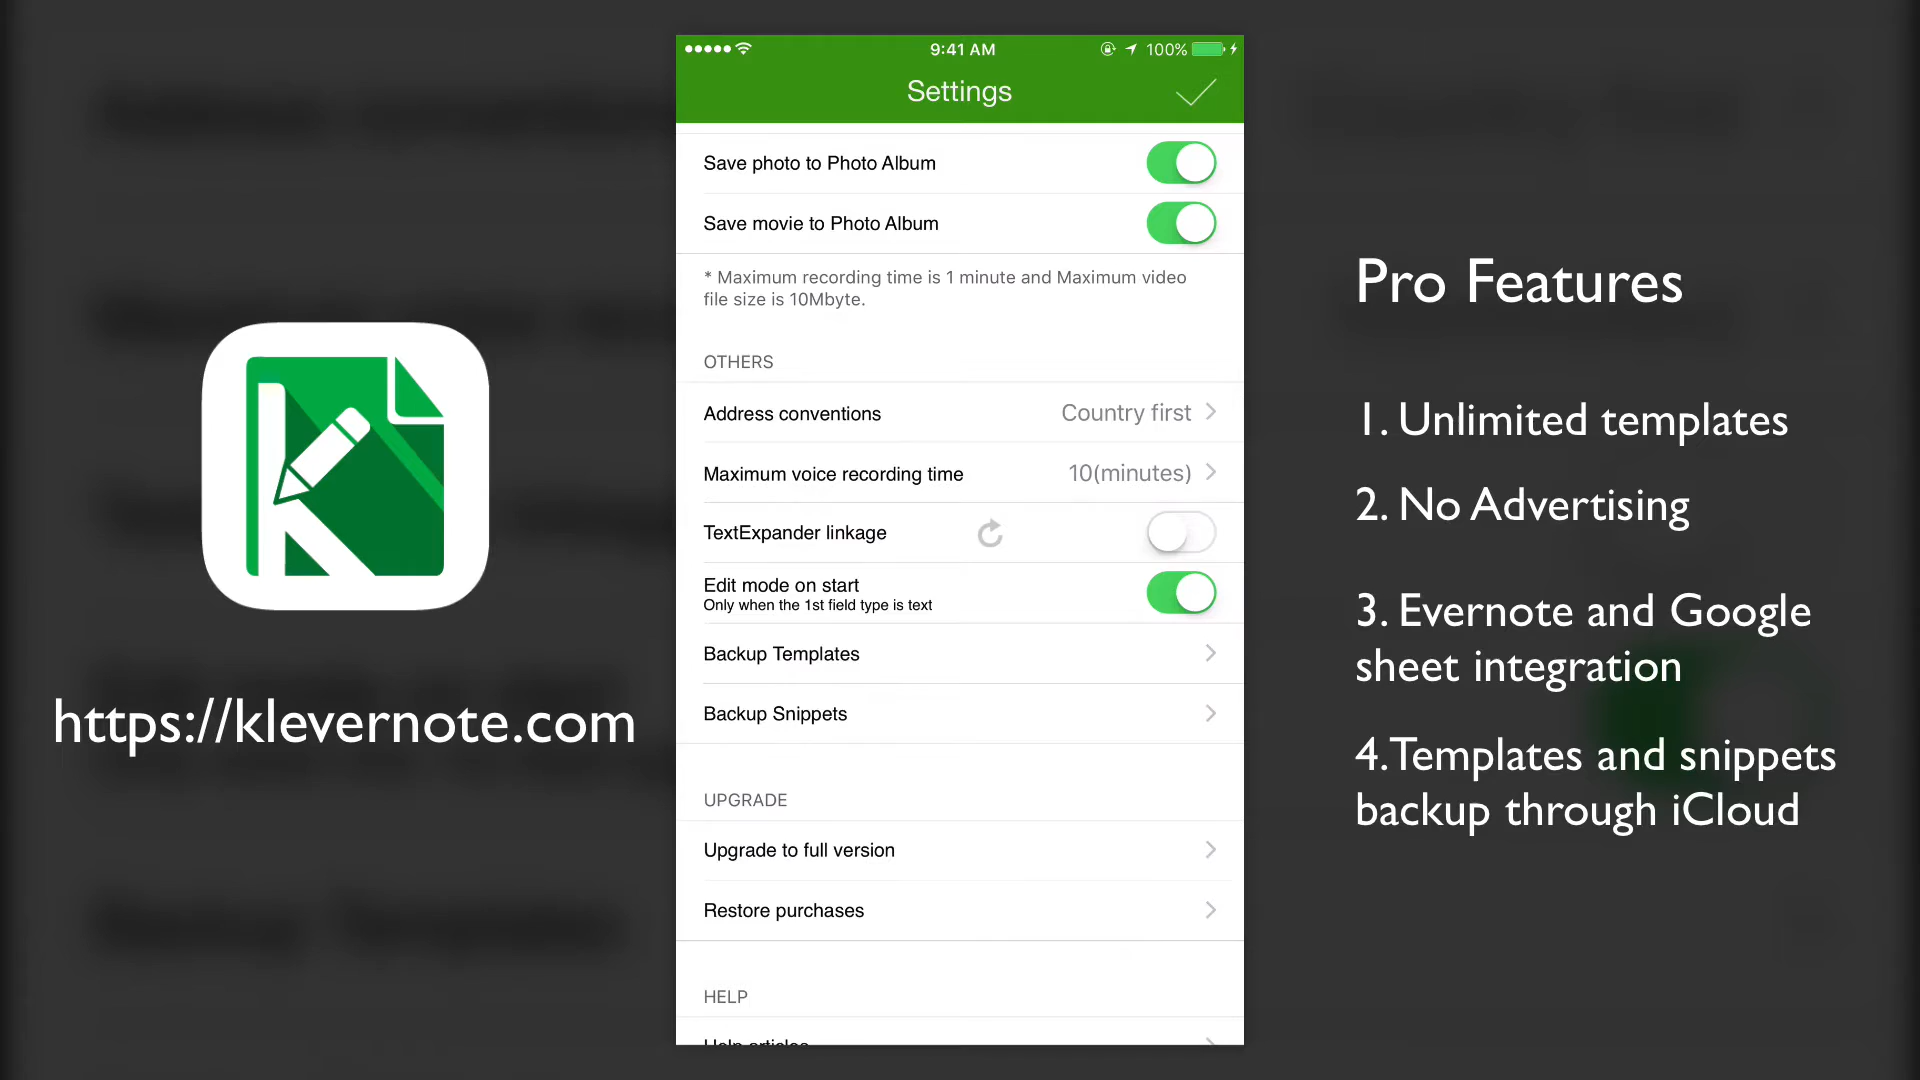 https://klevernote.com
9:41 AM
100%
Settings
Save photo to Photo Album
Save movie to Photo Album
* Maximum recording time is 1 minute and Maximum video
file size is 10Mbyte.
OTHERS
Address conventions Country first
Maximum voice recording time 10(minutes)
TextExpander linkage
Edit mode on start
Only when the 1st field type is text
Backup Templates
Backup Snippets
UPGRADE
Upgrade to full version
Restore purchases
HELP
Help articles
Pro Features
1. Unlimited templates
2. No Advertising
3. Evernote and Google
sheet integration
4.Templates and snippets
backup through iCloud